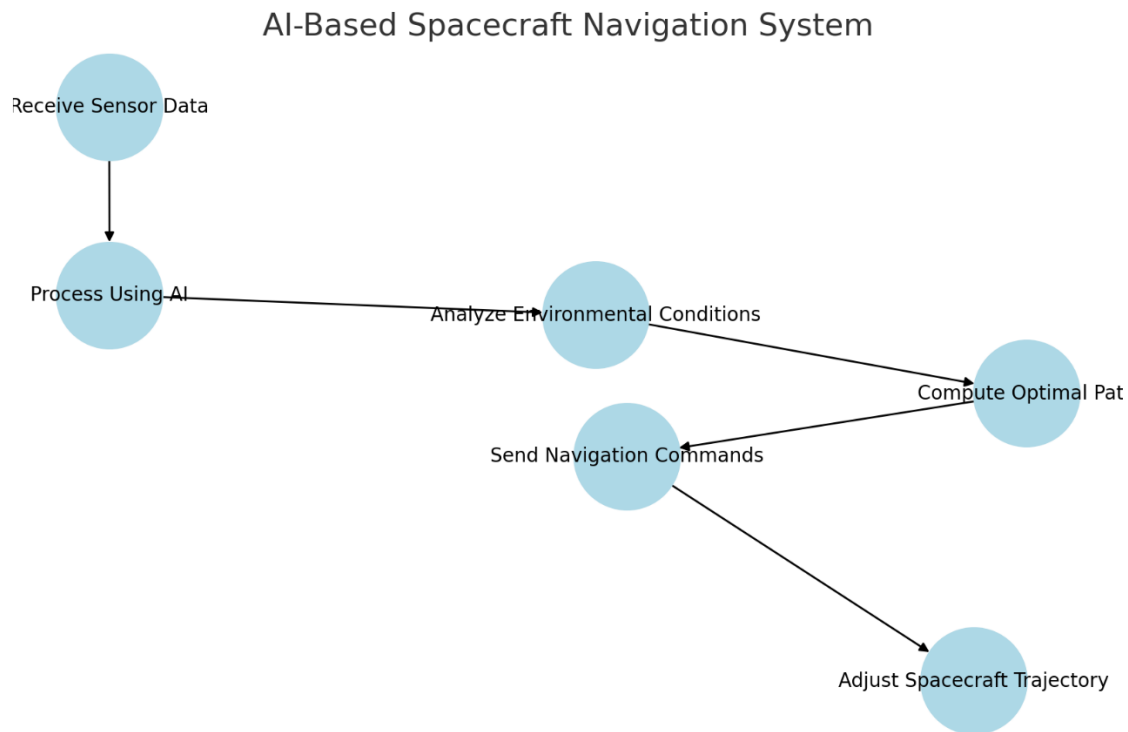 AI-Based Spacecraft Navigation System
Receive Sensor Data
Process Using AI
Analyze Environmental Conditions
Compute Optimal Pat
Send Navigation Commands
Adjust Spacecraft Trajectory